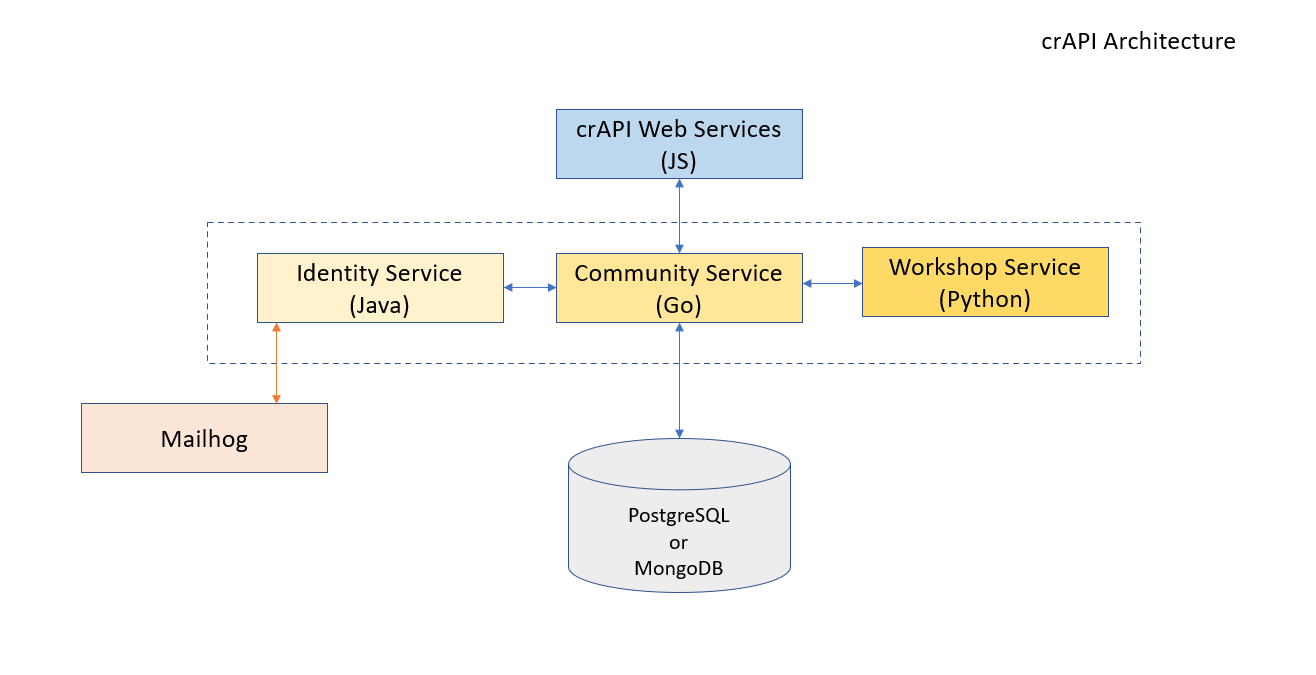 crAPI Architecture
crAPI Web Services
(JS)
Identity Service
(Java)
Community Service
(Go)
Workshop Service
(Python)
Mailhog
PostgreSQL
or
MongoDB